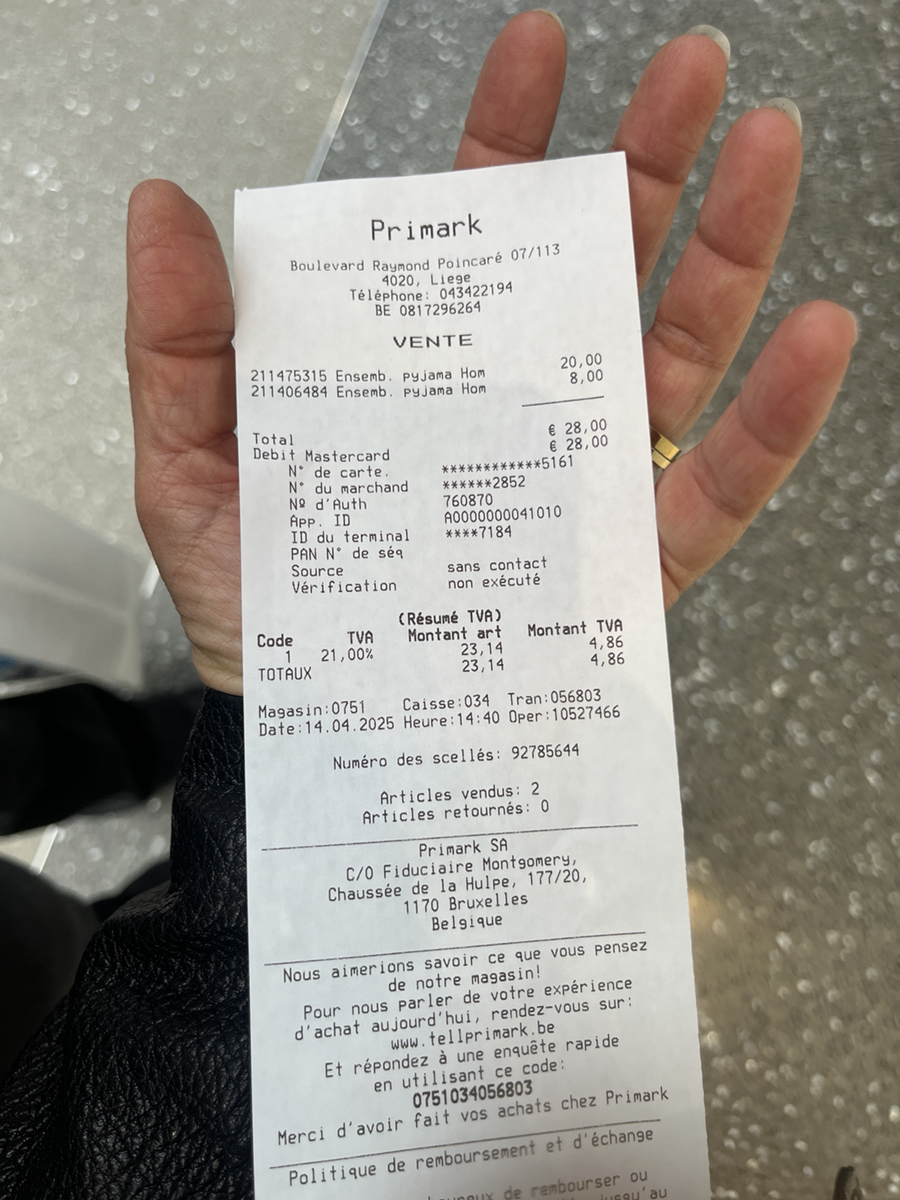 Primark
Boulevard Raymond Poincaré 07/113
4020, Liege
Téléphone: 043422194
BE 0817296264
VENTE
211475315 Ensemb. pyjama Hom 20,00
211406484 Ensemb. pyjama Hom 8,00
Total € 28,00
Debit Mastercard € 28,00
N° de carte. ************5161
N° du marchand ******2852
Nº d'Auth 760870
App. ID A0000000041010
ID du terminal ****7184
PAN N° de séq
Source sans contact
Vérification non exécuté
(Résumé TVA)
Code TVA Montant art Montant TVA
1 21,00% 23,14 4,86
TOTAUX 23,14 4,86
Magasin:0751 Caisse:034 Tran:056803
Date:14.04.2025 Heure:14:40 Oper:10527466
Numéro des scellés: 92785644
Articles vendus: 2
Articles retournés: 0
Primark SA
C/O Fiduciaire Montgomery,
Chaussée de la Hulpe, 177/20,
1170 Bruxelles
Belgique
Nous aimerions savoir ce que vous pensez
de notre magasin!
Pour nous parler de votre expérience
d'achat aujourd'hui, rendez-vous sur:
www.tellprimark.be
Et répondez à une enquête rapide
en utilisant ce code:
0751034056803
Merci d'avoir fait vos achats chez Primark
Politique de remboursement et d'échange
de rembourser ou
jusqu'au